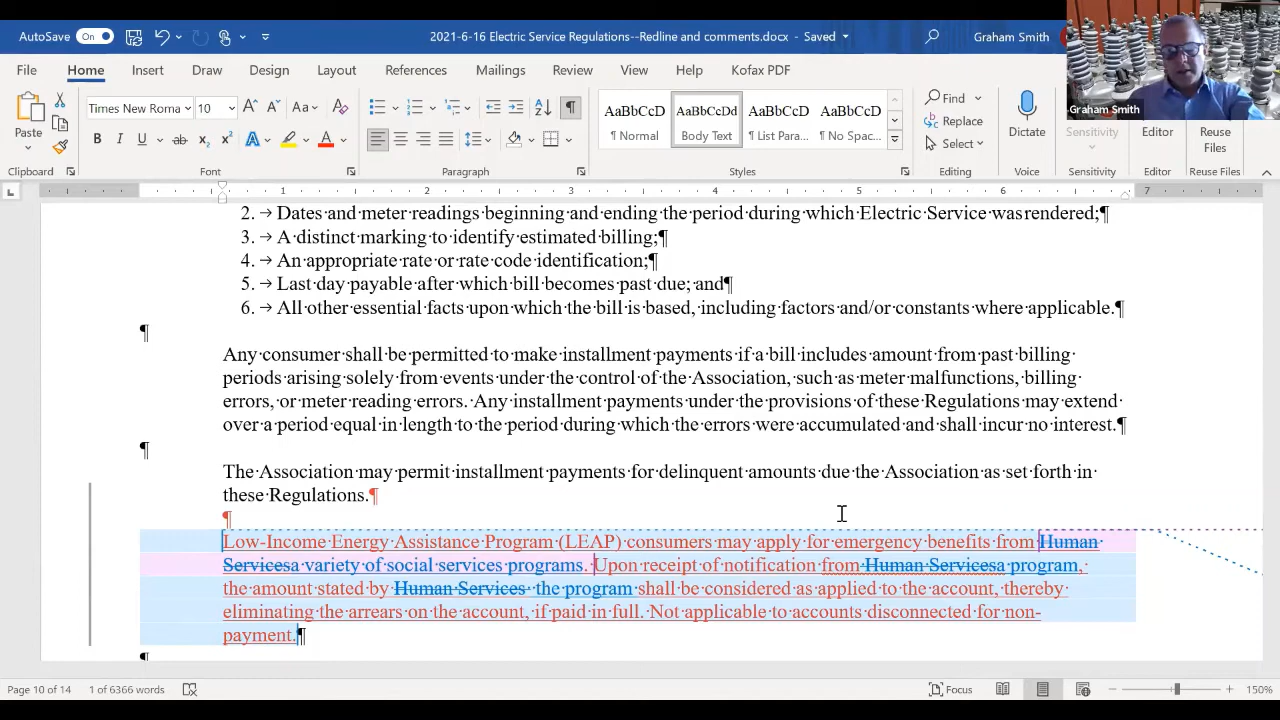 AutoSave On 2021-6-16 Electric Service Regulations--Redline and comments.docx - Saved Graham Smith
File Home Insert Draw Design Layout References Mailings Review View Help Kofax PDF
Graham Smith
Paste
Times New Roma 10
AaBbCcD AaBbCcDd AaBbCcD AaBbCcD
¶ Normal Body Text ¶ List Para... ¶ No Spac...
Find
Replace
Select
Dictate Sensitivity Editor Reuse Files
Clipboard Font Paragraph Styles Editing Voice Sensitivity Editor Reuse Files
1 2 3 4 5 6 7
2. → Dates·and·meter·readings·beginning·and·ending·the·period·during·which·Electric·Service·was·rendered;¶
3. → A·distinct·marking·to·identify·estimated·billing;¶
4. → An·appropriate·rate·or·rate·code·identification;¶
5. → Last·day·payable·after·which·bill·becomes·past·due;·and¶
6. → All·other·essential·facts·upon·which·the·bill·is·based,·including·factors·and/or·constants·where·applicable.¶
¶
Any·consumer·shall·be·permitted·to·make·installment·payments·if·a·bill·includes·amount·from·past·billing·
periods·arising·solely·from·events·under·the·control·of·the·Association,·such·as·meter·malfunctions,·billing·
errors,·or·meter·reading·errors.·Any·installment·payments·under·the·provisions·of·these·Regulations·may·extend·
over·a·period·equal·in·length·to·the·period·during·which·the·errors·were·accumulated·and·shall·incur·no·interest.¶
¶
The·Association·may·permit·installment·payments·for·delinquent·amounts·due·the·Association·as·set·forth·in·
these·Regulations.¶
¶
Low-Income·Energy·Assistance·Program·(LEAP)·consumers·may·apply·for·emergency·benefits·from·Human·
Servicesa·variety·of·social·services·programs.·Upon·receipt·of·notification·from·Human·Servicesa·program,·
the·amount·stated·by·Human·Services··the·program·shall·be·considered·as·applied·to·the·account,·thereby·
eliminating·the·arrears·on·the·account,·if·paid·in·full.·Not·applicable·to·accounts·disconnected·for·non-
payment.¶
¶
Page 10 of 14 1 of 6366 words Focus 150%